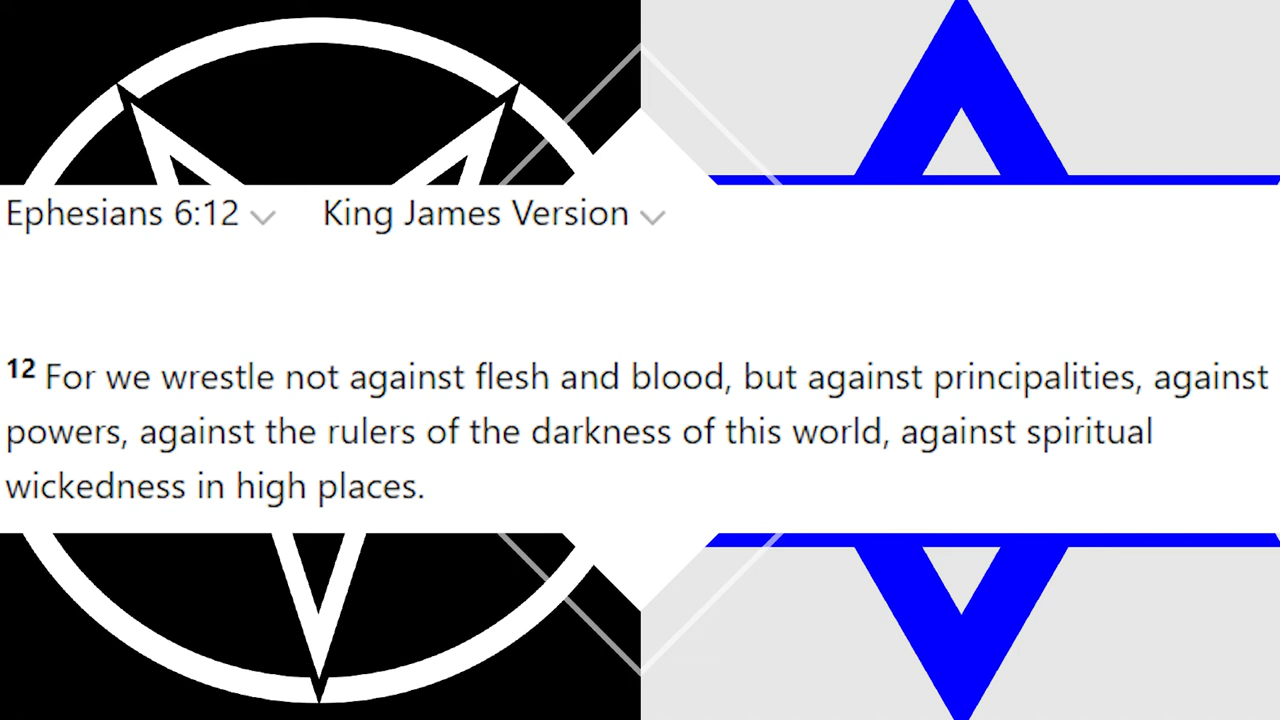 Ephesians 6:12 King James Version
12 For we wrestle not against flesh and blood, but against principalities, against
powers, against the rulers of the darkness of this world, against spiritual
wickedness in high places.